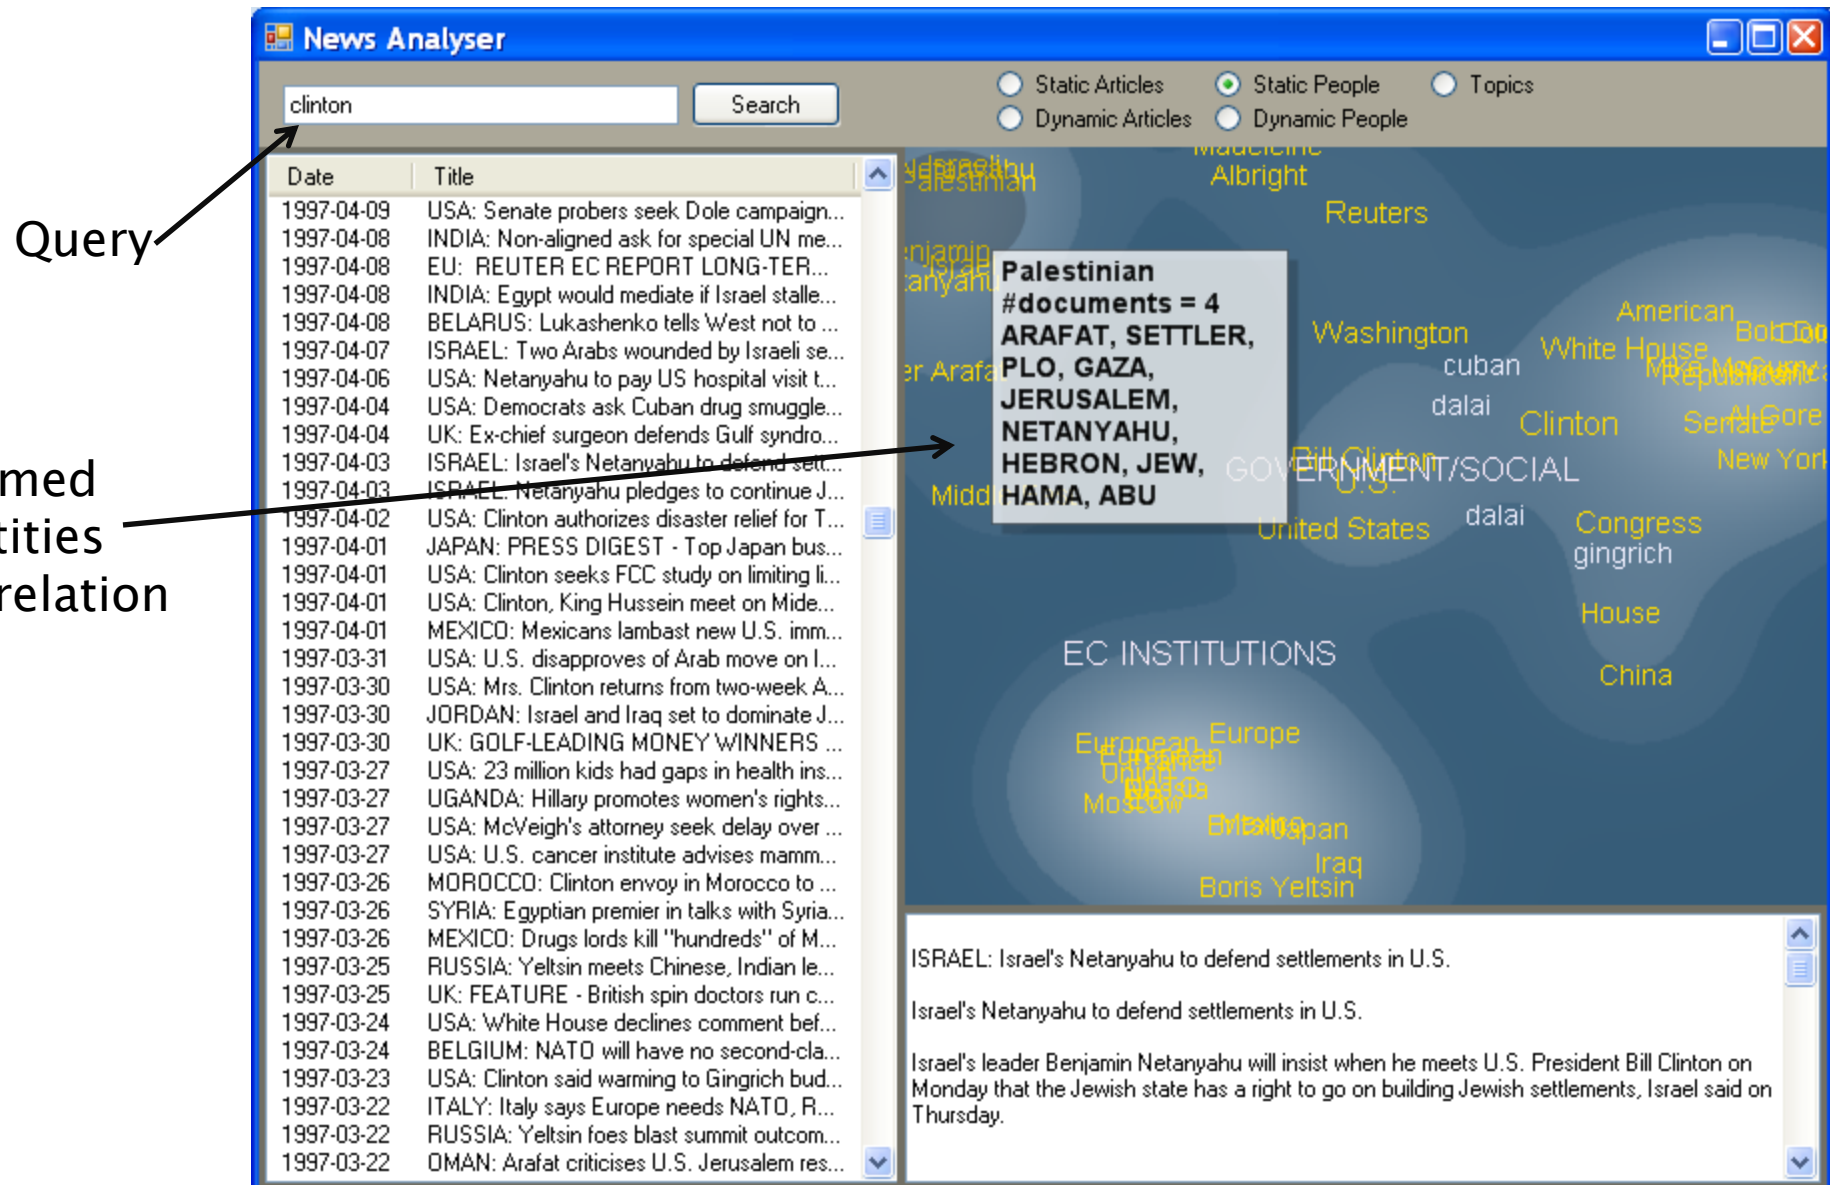 News Analyser
clinton
Search
Static Articles
Static People
Topics
Dynamic Articles
Dynamic People
Query
med
tities
relation
Date Title
1997-04-09 USA: Senate probers seek Dole campaign...
1997-04-08 INDIA: Non-aligned ask for special UN me...
1997-04-08 EU: REUTER EC REPORT LONG-TER...
1997-04-08 INDIA: Egypt would mediate if Israel stalle...
1997-04-08 BELARUS: Lukashenko tells West not to ...
1997-04-07 ISRAEL: Two Arabs wounded by Israeli se...
1997-04-06 USA: Netanyahu to pay US hospital visit t...
1997-04-04 USA: Democrats ask Cuban drug smuggle...
1997-04-04 UK: Ex-chief surgeon defends Gulf syndro...
1997-04-03 ISRAEL: Israel's Netanyahu to defend sett...
1997-04-03 ISRAEL: Netanyahu pledges to continue J...
1997-04-02 USA: Clinton authorizes disaster relief for T...
1997-04-01 JAPAN: PRESS DIGEST - Top Japan bus...
1997-04-01 USA: Clinton seeks FCC study on limiting li...
1997-04-01 USA: Clinton, King Hussein meet on Mide...
1997-04-01 MEXICO: Mexicans lambast new U.S. imm...
1997-03-31 USA: U.S. disapproves of Arab move on I...
1997-03-30 USA: Mrs. Clinton returns from two-week A...
1997-03-30 JORDAN: Israel and Iraq set to dominate J...
1997-03-30 UK: GOLF-LEADING MONEY WINNERS ...
1997-03-27 USA: 23 million kids had gaps in health ins...
1997-03-27 UGANDA: Hillary promotes women's rights...
1997-03-27 USA: McVeigh's attorney seek delay over ...
1997-03-27 USA: U.S. cancer institute advises mamm...
1997-03-26 MOROCCO: Clinton envoy in Morocco to ...
1997-03-26 SYRIA: Egyptian premier in talks with Syria...
1997-03-26 MEXICO: Drugs lords kill "hundreds" of M...
1997-03-25 RUSSIA: Yeltsin meets Chinese, Indian le...
1997-03-25 UK: FEATURE - British spin doctors run c...
1997-03-24 USA: White House declines comment bef...
1997-03-24 BELGIUM: NATO will have no second-cla...
1997-03-23 USA: Clinton said warming to Gingrich bud...
1997-03-22 ITALY: Italy says Europe needs NATO, R...
1997-03-22 RUSSIA: Yeltsin foes blast summit outcom...
1997-03-22 OMAN: Arafat criticises U.S. Jerusalem res...
Madeleine
Albright
Israeli
Palestinian
Reuters
Palestinian
#documents = 4
ARAFAT, SETTLER,
PLO, GAZA,
JERUSALEM,
NETANYAHU,
HEBRON, JEW,
HAMA, ABU
er Arafat
American
Washington
White House
cuban
dalai
Clinton
Senate
Al Gore
Bill Clinton
GOVERNMENT/SOCIAL
New York
U.S.
United States
dalai
Congress
gingrich
House
China
EC INSTITUTIONS
European
Union
Europe
Moscow
Mexico
Japan
Iraq
Boris Yeltsin
ISRAEL: Israel's Netanyahu to defend settlements in U.S.
Israel's Netanyahu to defend settlements in U.S.
Israel's leader Benjamin Netanyahu will insist when he meets U.S. President Bill Clinton on
Monday that the Jewish state has a right to go on building Jewish settlements, Israel said on
Thursday.